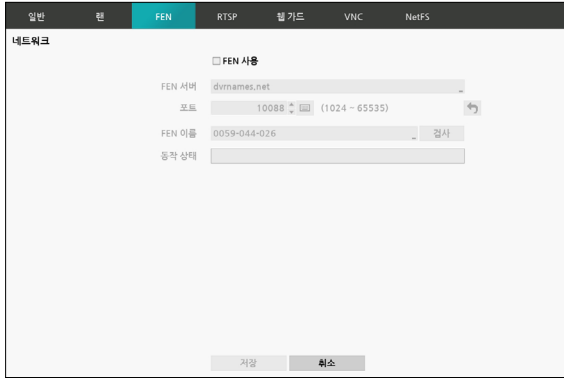 일반 랜 FEN RTSP 웹 가드 VNC NetFS
네트워크
FEN 사용
FEN 서버 dvrnames.net
포트 10088 (1024 ~ 65535)
FEN 이름 0059-044-026 검사
동작 상태
저장 취소